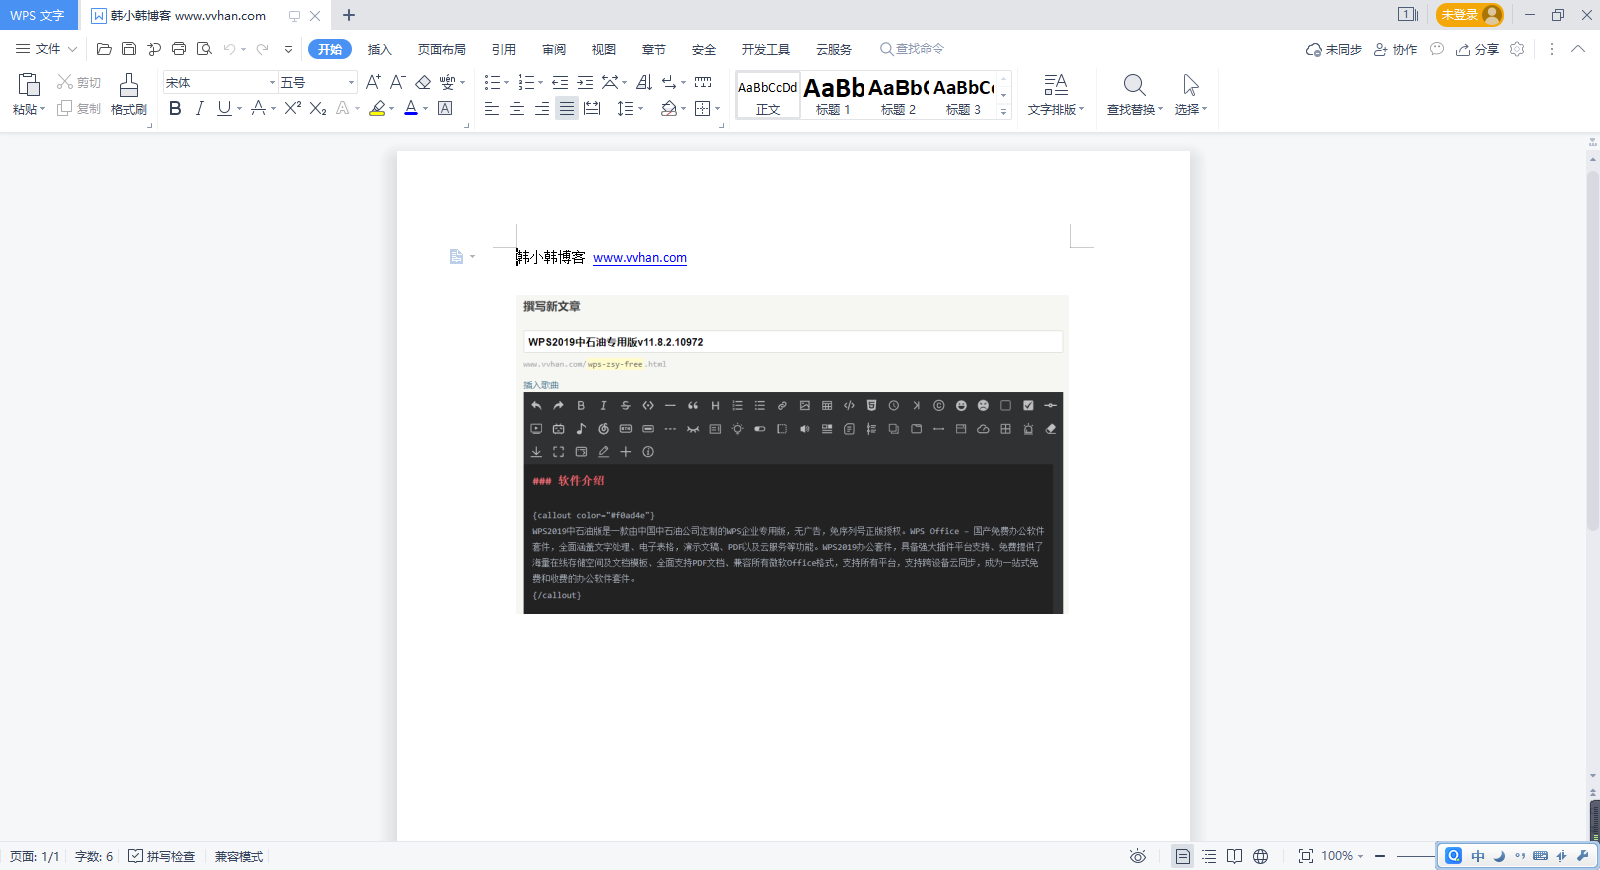 WPS 文字
韩小韩博客 www.vvhan.com
1
未登录
文件
开始
插入
页面布局
引用
审阅
视图
章节
安全
开发工具
云服务
查找命令
未同步
协作
分享
粘贴
剪切
复制
格式刷
宋体
五号
AaBbCcDd
正文
AaBb
标题 1
AaBb(
标题 2
AaBbC
标题 3
文字排版
查找替换
选择
韩小韩博客 www.vvhan.com
撰写新文章
WPS2019中石油专用版v11.8.2.10972
www.vvhan.com/wps-zsy-free.html
插入歌曲
### 软件介绍
{callout color="#f0ad4e"}
WPS2019中石油版是一款由中国中石油公司定制的WPS企业专用版，无广告，免序列号正版授权。WPS Office - 国产免费办公软件
套件，全面涵盖文字处理、电子表格，演示文稿、PDF以及云服务等功能。WPS2019办公套件，具备强大插件平台支持、免费提供了
海量在线存储空间及文档模板、全面支持PDF文档、兼容所有微软Office格式，支持所有平台，支持跨设备云同步，成为一站式免
费和收费的办公软件套件。
{/callout}
页面: 1/1
字数: 6
拼写检查
兼容模式
100%
中